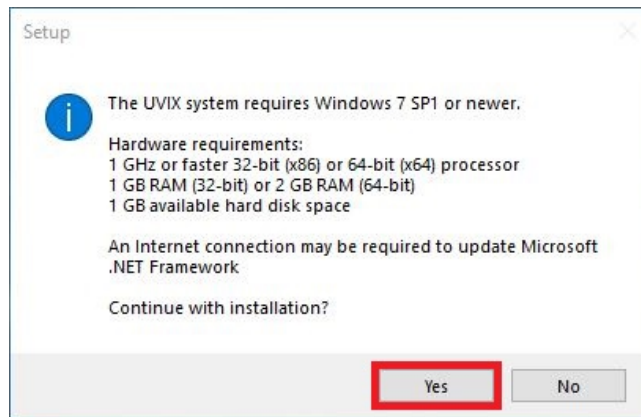 Setup
The UVIX system requires Windows 7 SP1 or newer.
Hardware requirements:
1 GHz or faster 32-bit (x86) or 64-bit (x64) processor
1 GB RAM (32-bit) or 2 GB RAM (64-bit)
1 GB available hard disk space
An Internet connection may be required to update Microsoft
.NET Framework
Continue with installation?
Yes No